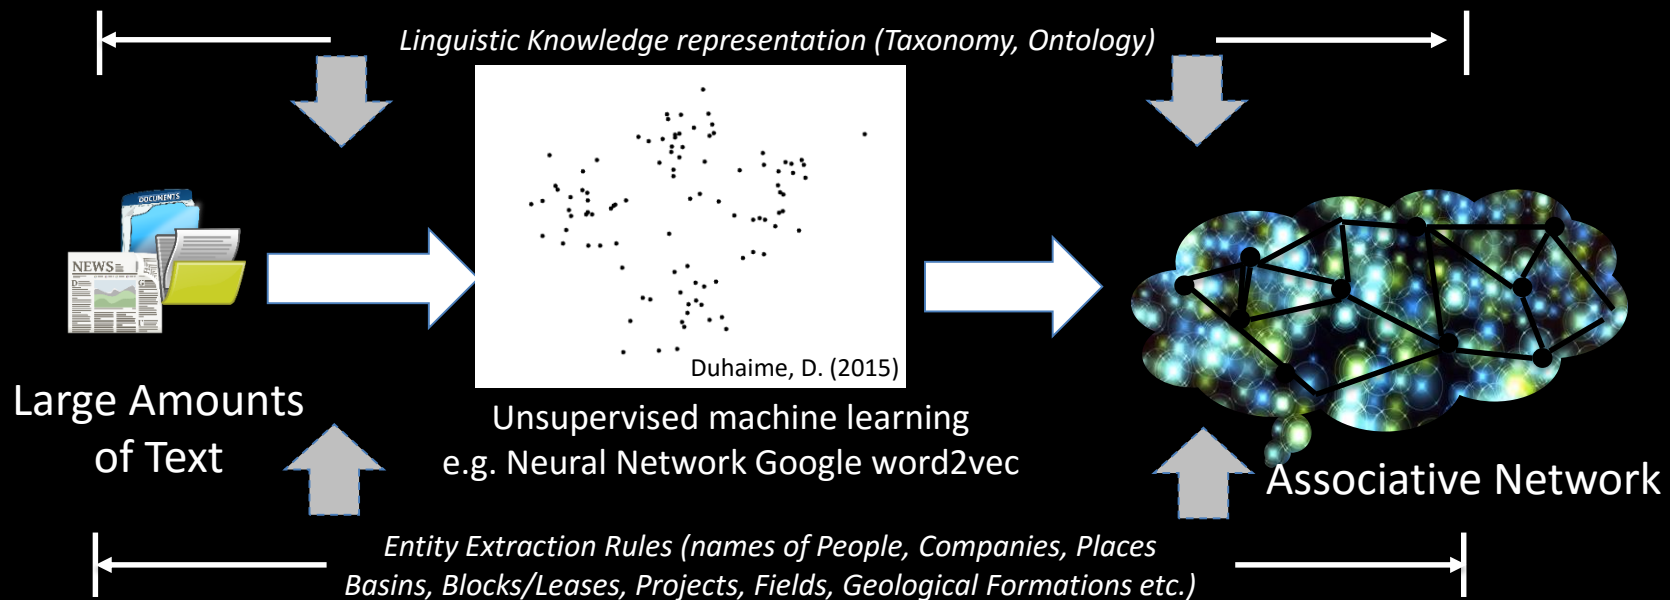 Linguistic Knowledge representation (Taxonomy, Ontology)
DOCUMENTS
NEWS
Duhaime, D. (2015)
Large Amounts
of Text
Unsupervised machine learning
e.g. Neural Network Google word2vec
Associative Network
Entity Extraction Rules (names of People, Companies, Places
Basins, Blocks/Leases, Projects, Fields, Geological Formations etc.)